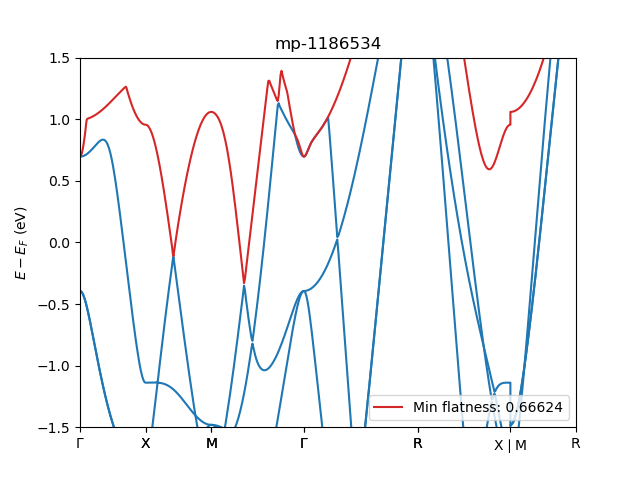 mp-1186534
E − E_F (eV)
1.5
1.0
0.5
0.0
−0.5
−1.0
−1.5
Min flatness: 0.66624
Γ X M Γ R X | M R